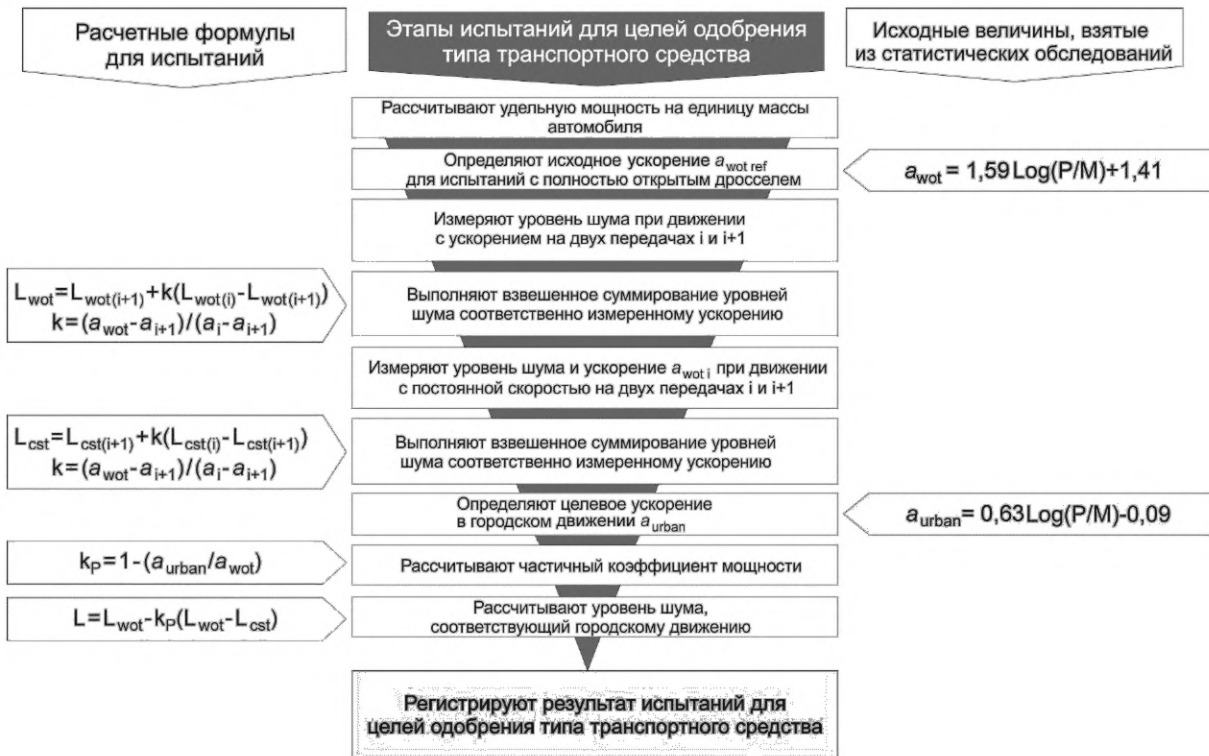 Расчетные формулы
для испытаний
Этапы испытаний для целей одобрения
типа транспортного средства
Исходные величины, взятые
из статистических обследований
Рассчитывают удельную мощность на единицу массы
автомобиля
Определяют исходное ускорение a_wot ref
для испытаний с полностью открытым дросселем
a_wot = 1,59Log(P/M)+1,41
Измеряют уровень шума при движении
с ускорением на двух передачах i и i+1
L_wot=L_wot(i+1)+k(L_wot(i)-L_wot(i+1))
k=(a_wot-a_i+1)/(a_i-a_i+1)
Выполняют взвешенное суммирование уровней
шума соответственно измеренному ускорению
Измеряют уровень шума и ускорение a_wot i при движении
с постоянной скоростью на двух передачах i и i+1
L_cst=L_cst(i+1)+k(L_cst(i)-L_cst(i+1))
k=(a_wot-a_i+1)/(a_i-a_i+1)
Выполняют взвешенное суммирование уровней
шума соответственно измеренному ускорению
Определяют целевое ускорение
в городском движении a_urban
a_urban= 0,63Log(P/M)-0,09
k_P=1-(a_urban/a_wot)
Рассчитывают частичный коэффициент мощности
L=L_wot-k_P(L_wot-L_cst)
Рассчитывают уровень шума,
соответствующий городскому движению
Регистрируют результат испытаний для
целей одобрения типа транспортного средства